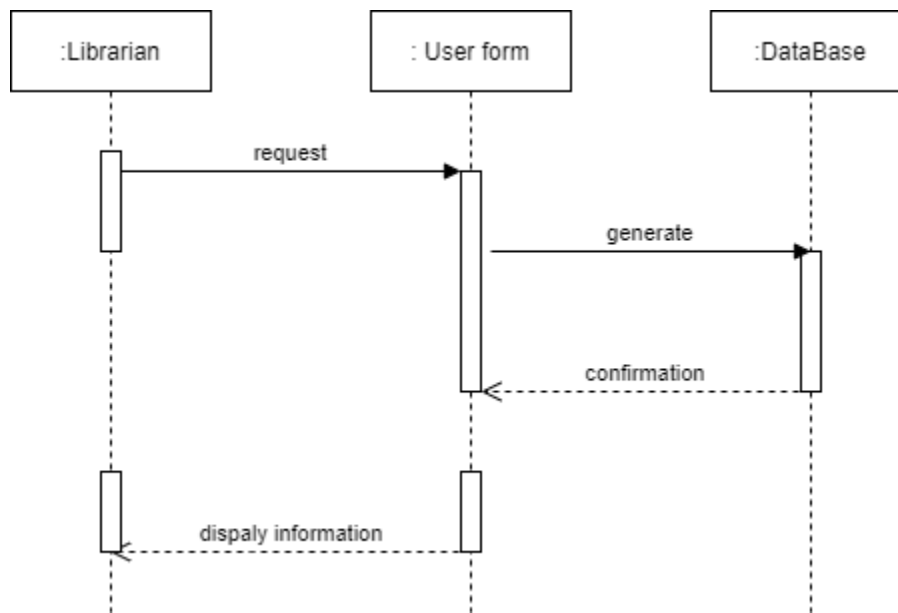 :Librarian
: User form
:DataBase
request
generate
confirmation
dispaly information